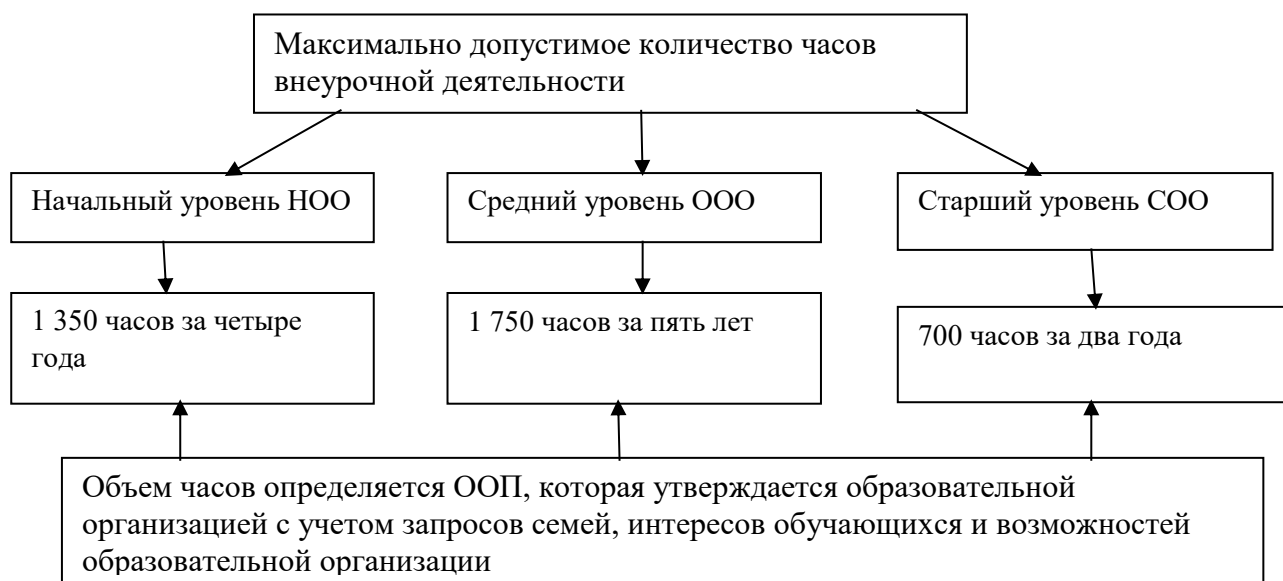 Максимально допустимое количество часов
внеурочной деятельности
Начальный уровень НОО
Средний уровень ООО
Старший уровень СОО
1 350 часов за четыре
года
1 750 часов за пять лет
700 часов за два года
Объем часов определяется ООП, которая утверждается образовательной
организацией с учетом запросов семей, интересов обучающихся и возможностей
образовательной организации